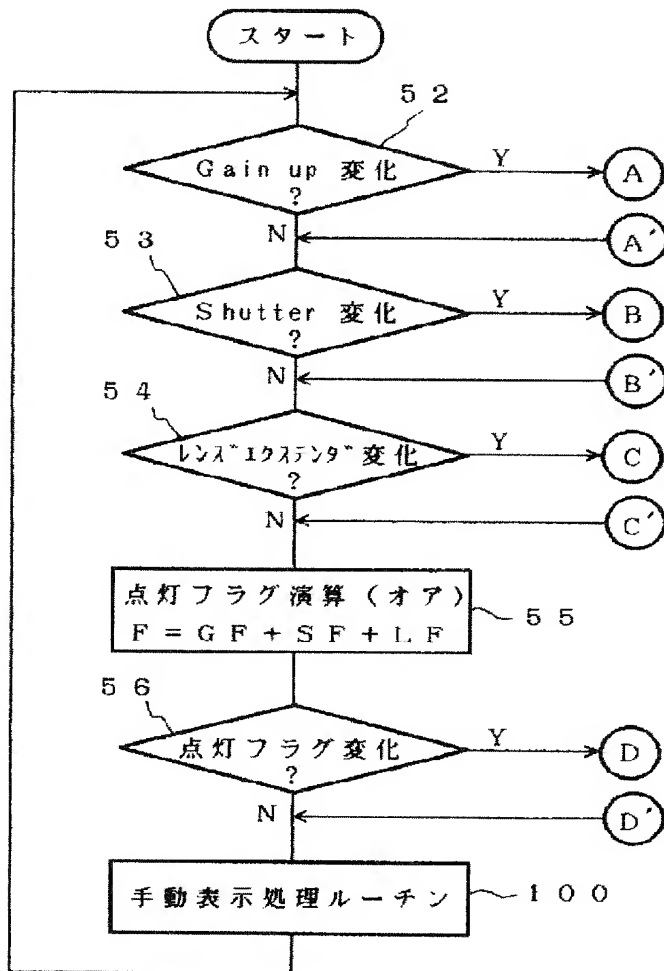 スタート
52
Gain up 変化
?
Y
A
N
A´
53
Shutter 変化
?
Y
B
N
B´
54
レンズエクステンダ変化
?
Y
C
N
C´
点灯フラグ演算(オア)
F=GF+SF+LF
55
56
点灯フラグ変化
?
Y
D
N
D´
手動表示処理ルーチン
100